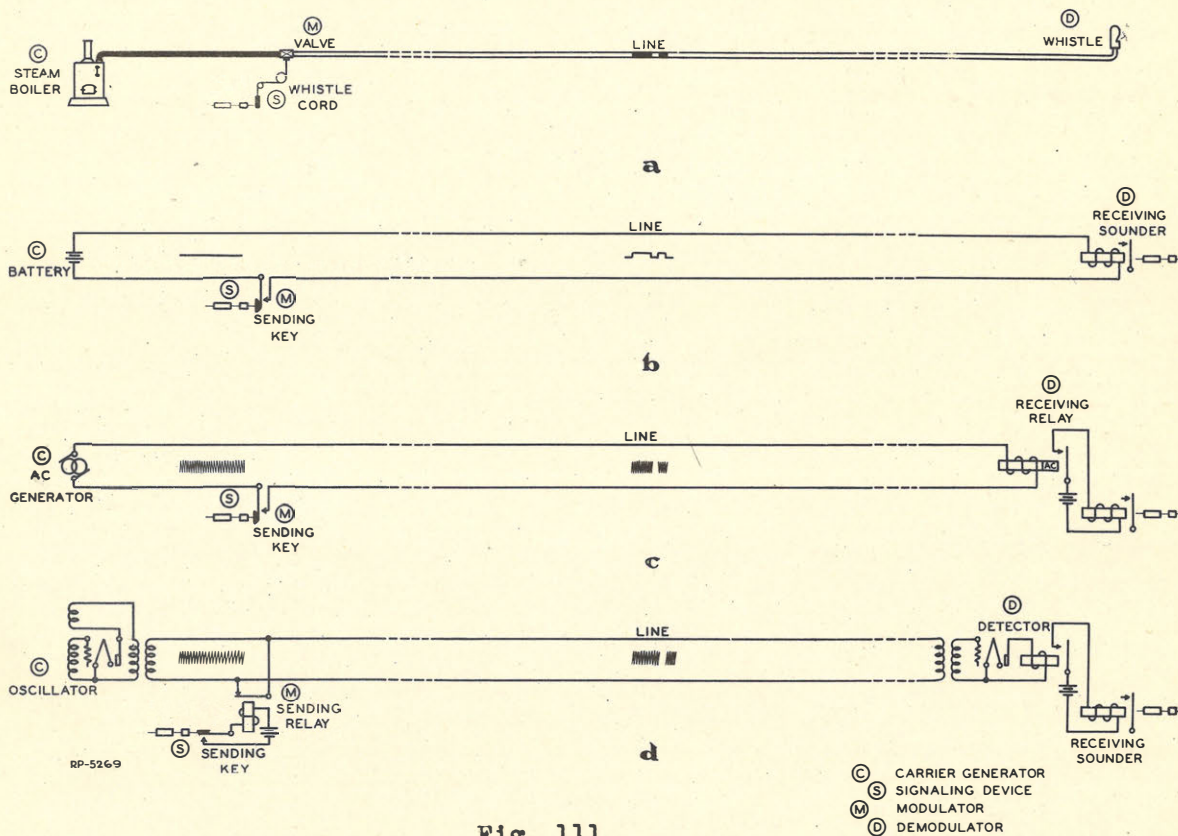 M
VALVE
C
STEAM
BOILER
S WHISTLE
CORD
LINE
D
WHISTLE
a
C
BATTERY
S
M
SENDING
KEY
LINE
D
RECEIVING
SOUNDER
b
C
AC
GENERATOR
S
M
SENDING
KEY
LINE
D
RECEIVING
RELAY
AC
c
C
OSCILLATOR
M
SENDING
RELAY
S SENDING
KEY
LINE
D
DETECTOR
RECEIVING
SOUNDER
RP-5269
d
C CARRIER GENERATOR
S SIGNALING DEVICE
M MODULATOR
D DEMODULATOR
Fig. 111